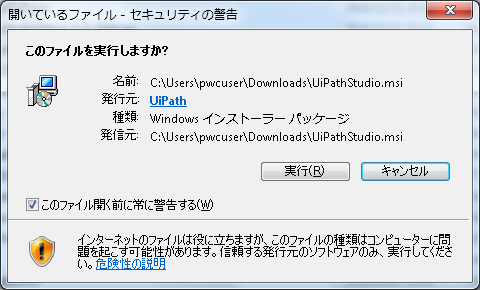 開いているファイル - セキュリティの警告
このファイルを実行しますか?
名前: C:\Users\pwcuser\Downloads\UiPathStudio.msi
発行元: UiPath
種類: Windows インストーラー パッケージ
発信元: C:\Users\pwcuser\Downloads\UiPathStudio.msi
実行(R) キャンセル
このファイル開く前に常に警告する(W)
インターネットのファイルは役に立ちますが、このファイルの種類はコンピューターに問
題を起こす可能性があります。信頼する発行元のソフトウェアのみ、実行してくださ
い。危険性の説明